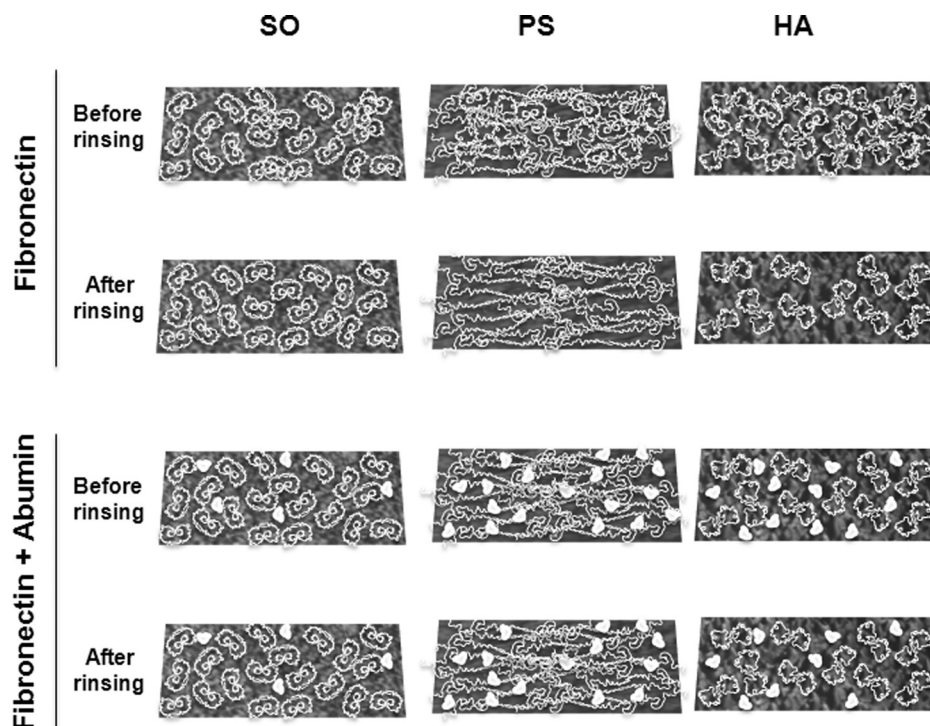 SO PS HA
Fibronectin
Before
rinsing
After
rinsing
Fibronectin + Abumin
Before
rinsing
After
rinsing